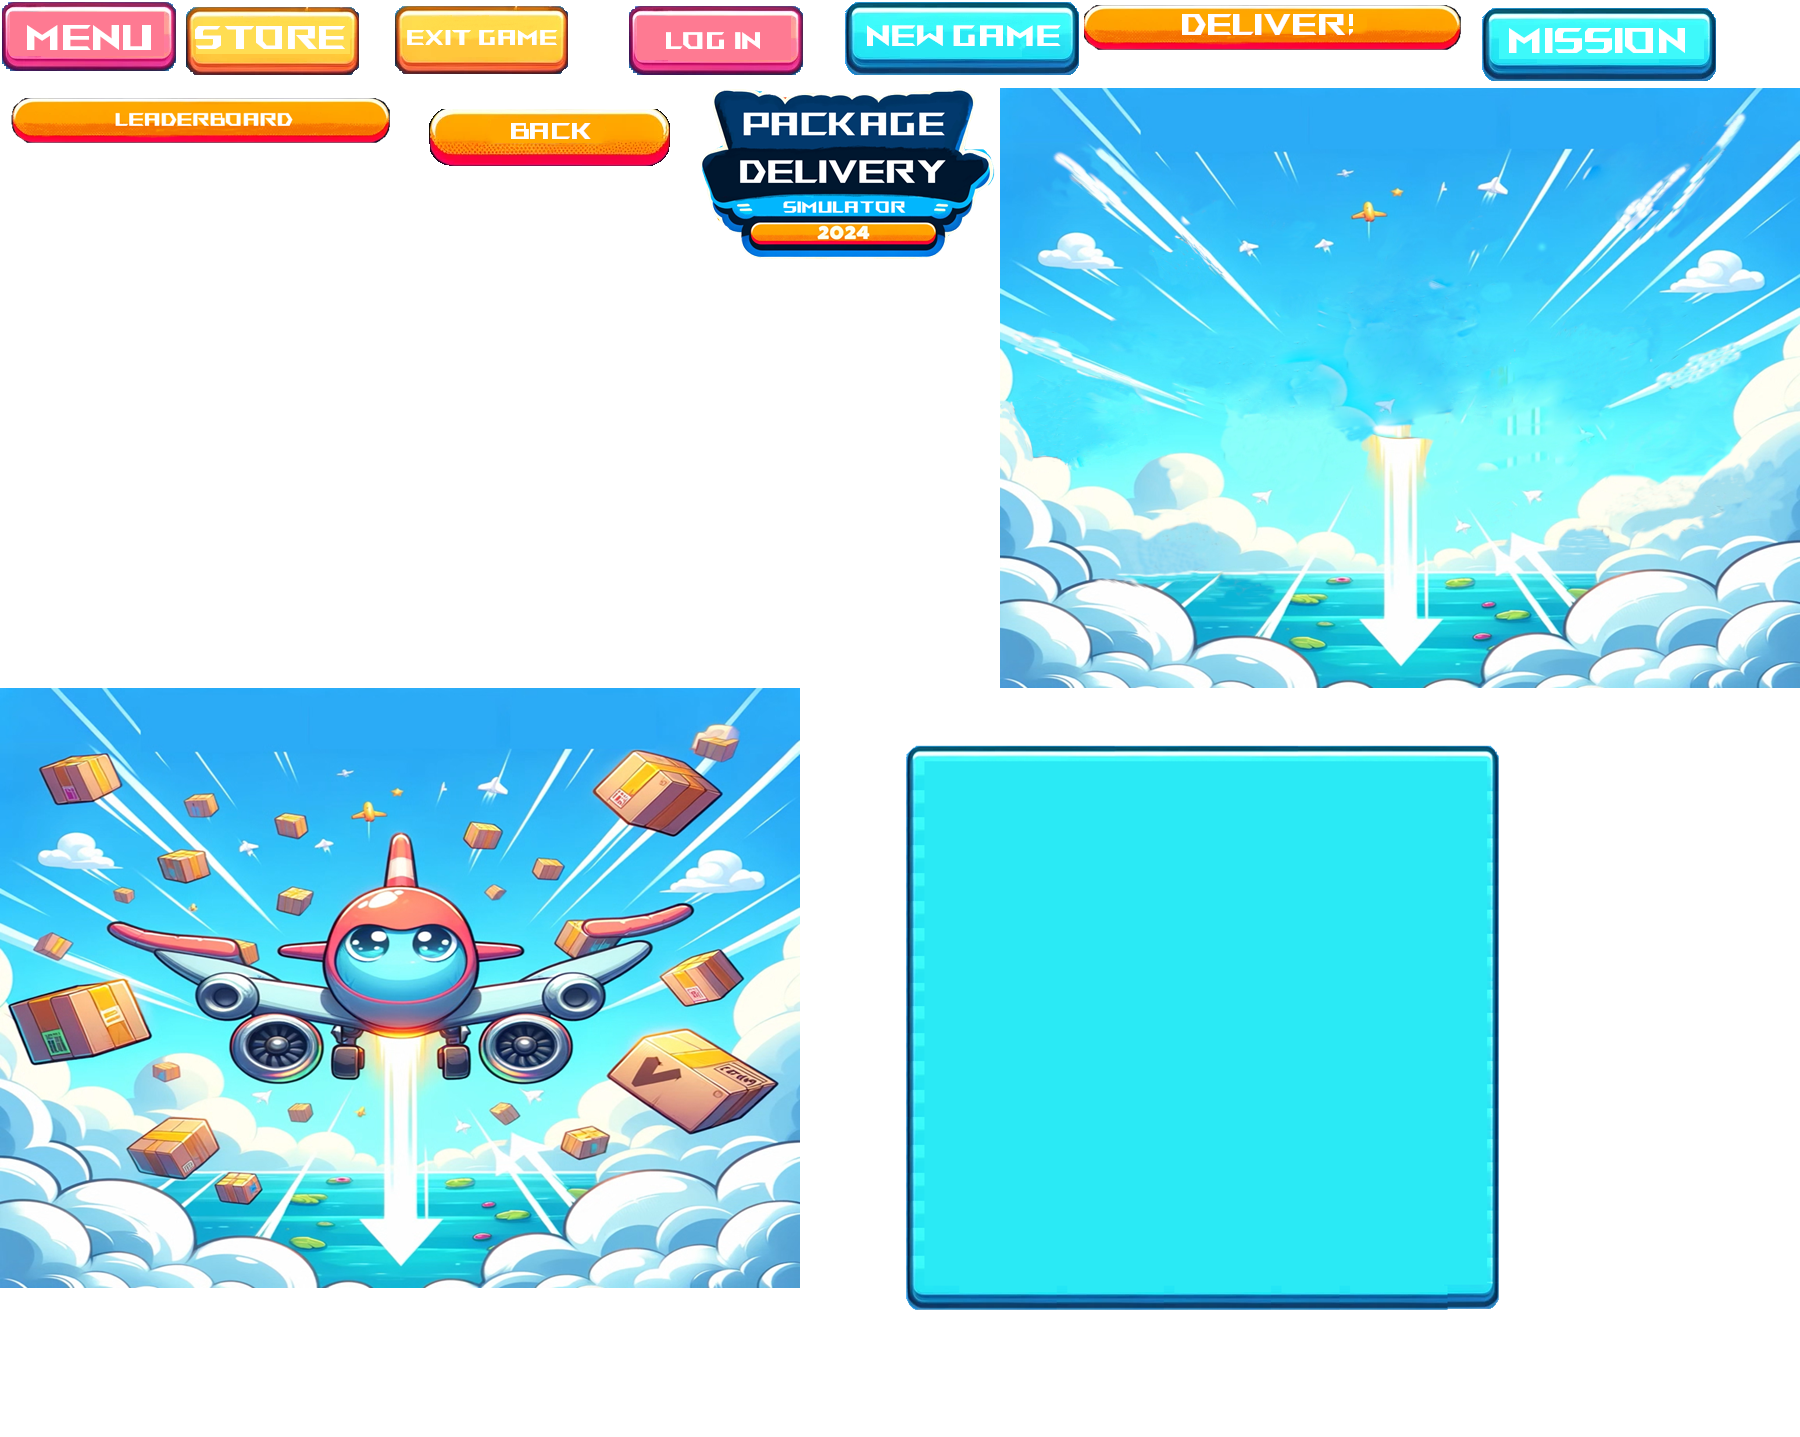 MENU
STORE
EXIT GAME
LOG IN
NEW GAME
DELIVER!
MISSION
LEADERBOARD
BACK
PACKAGE
DELIVERY
SIMULATOR
2024